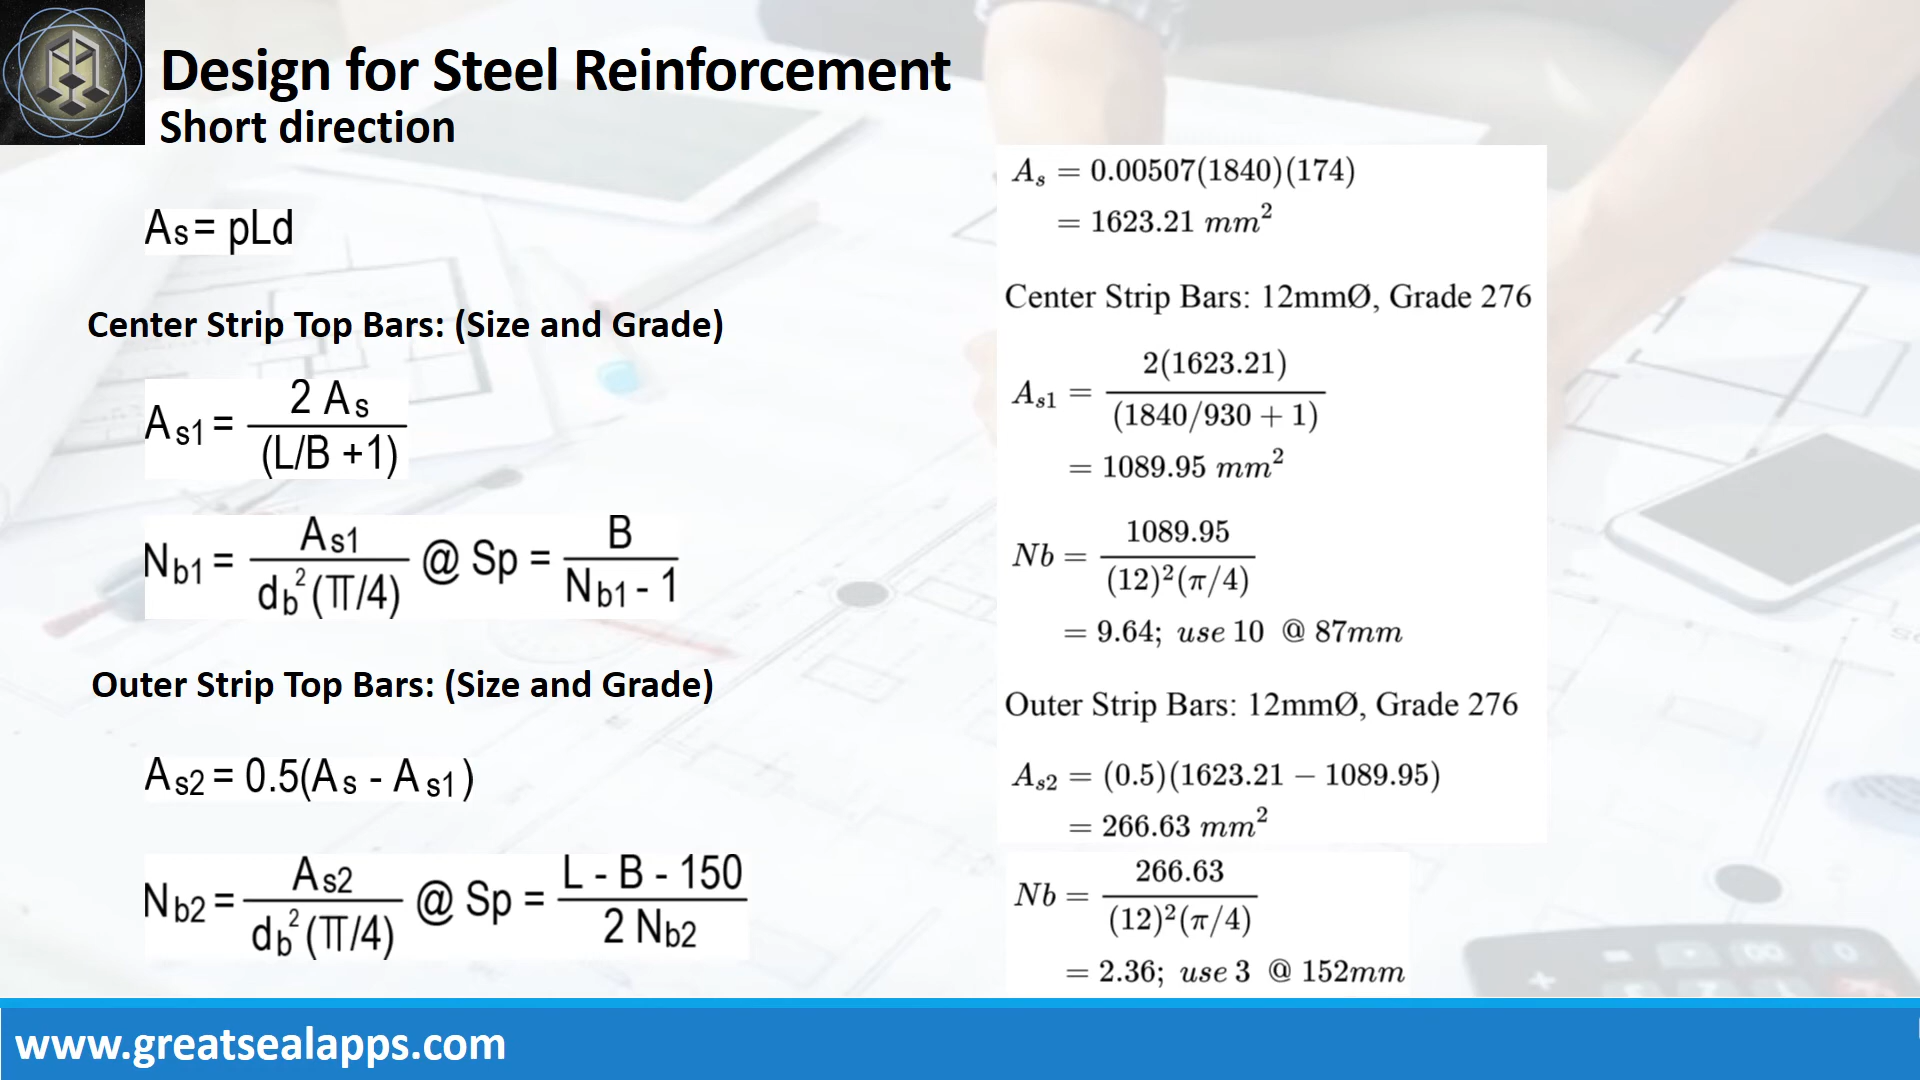 Design for Steel Reinforcement
Short direction
As = pLd
Center Strip Top Bars: (Size and Grade)
As1 = 2 As / (L/B +1)
Nb1 = As1 / db²(π/4) @ Sp = B / Nb1 - 1
Outer Strip Top Bars: (Size and Grade)
As2 = 0.5(As - As1)
Nb2 = As2 / db²(π/4) @ Sp = L - B - 150 / 2 Nb2
As = 0.00507(1840)(174)
= 1623.21 mm²
Center Strip Bars: 12mmØ, Grade 276
As1 = 2(1623.21) / (1840/930 + 1)
= 1089.95 mm²
Nb = 1089.95 / (12)²(π/4)
= 9.64; use 10 @ 87mm
Outer Strip Bars: 12mmØ, Grade 276
As2 = (0.5)(1623.21 − 1089.95)
= 266.63 mm²
Nb = 266.63 / (12)²(π/4)
= 2.36; use 3 @ 152mm
www.greatsealapps.com